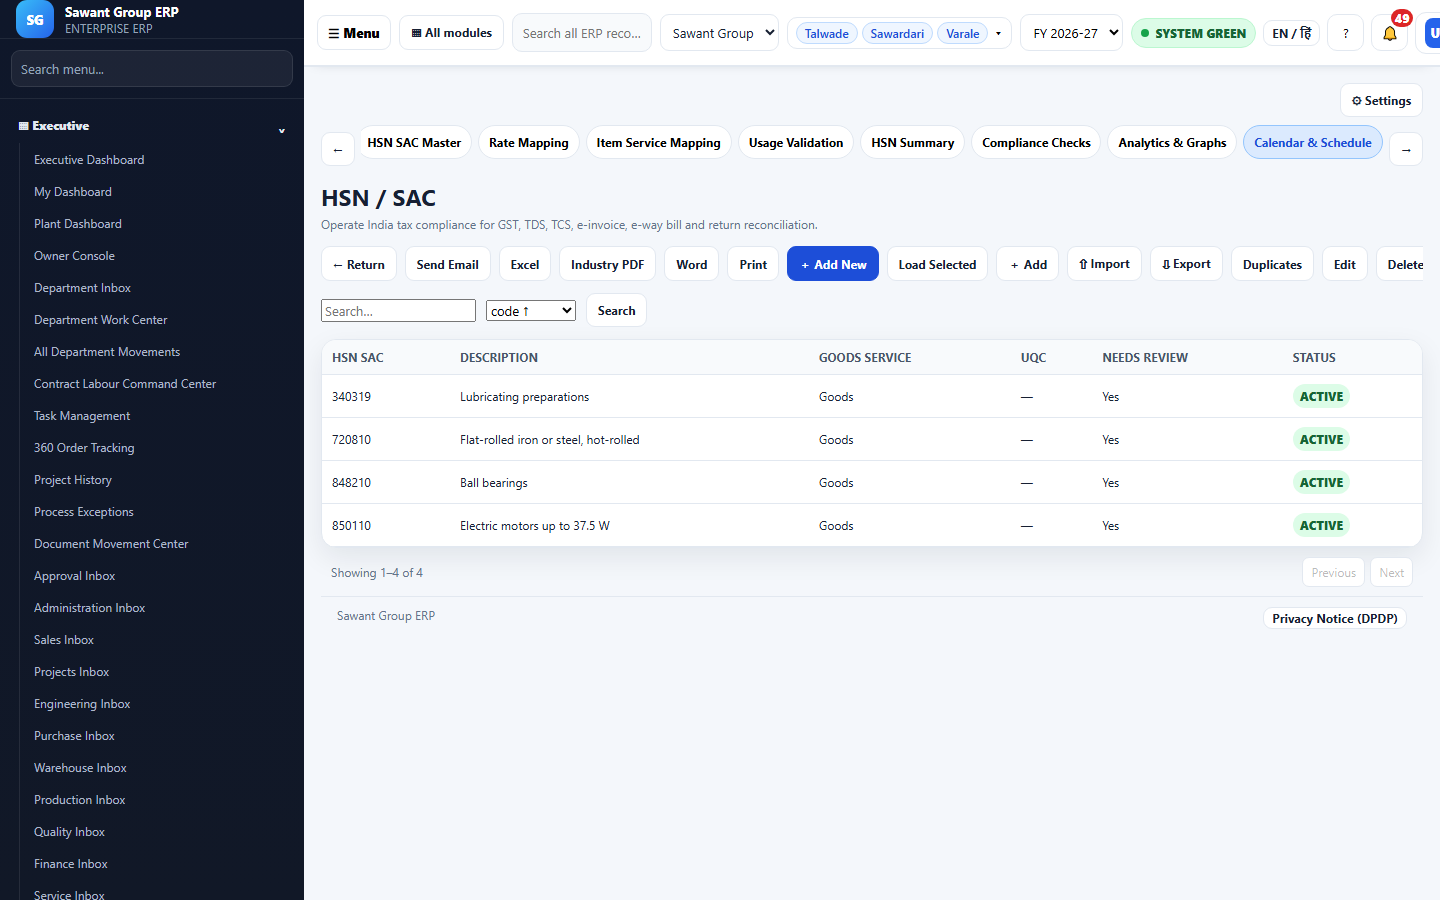 SG
Sawant Group ERP
ENTERPRISE ERP
Search menu...
Executive
Executive Dashboard
My Dashboard
Plant Dashboard
Owner Console
Department Inbox
Department Work Center
All Department Movements
Contract Labour Command Center
Task Management
360 Order Tracking
Project History
Process Exceptions
Document Movement Center
Approval Inbox
Administration Inbox
Sales Inbox
Projects Inbox
Engineering Inbox
Purchase Inbox
Warehouse Inbox
Production Inbox
Quality Inbox
Finance Inbox
Service Inbox
☰ Menu
All modules
Search all ERP reco...
Sawant Group
Talwade
Sawardari
Varale
FY 2026-27
SYSTEM GREEN
EN / हिं
?
49
U
⚙ Settings
←
HSN SAC Master
Rate Mapping
Item Service Mapping
Usage Validation
HSN Summary
Compliance Checks
Analytics & Graphs
Calendar & Schedule
→
HSN / SAC
Operate India tax compliance for GST, TDS, TCS, e-invoice, e-way bill and return reconciliation.
← Return
Send Email
Excel
Industry PDF
Word
Print
+ Add New
Load Selected
+ Add
⇧ Import
⇩ Export
Duplicates
Edit
Delete
Search...
code ↑
Search
HSN SAC DESCRIPTION GOODS SERVICE UQC NEEDS REVIEW STATUS
340319 Lubricating preparations Goods — Yes ACTIVE
720810 Flat-rolled iron or steel, hot-rolled Goods — Yes ACTIVE
848210 Ball bearings Goods — Yes ACTIVE
850110 Electric motors up to 37.5 W Goods — Yes ACTIVE
Showing 1–4 of 4
Previous
Next
Sawant Group ERP
Privacy Notice (DPDP)